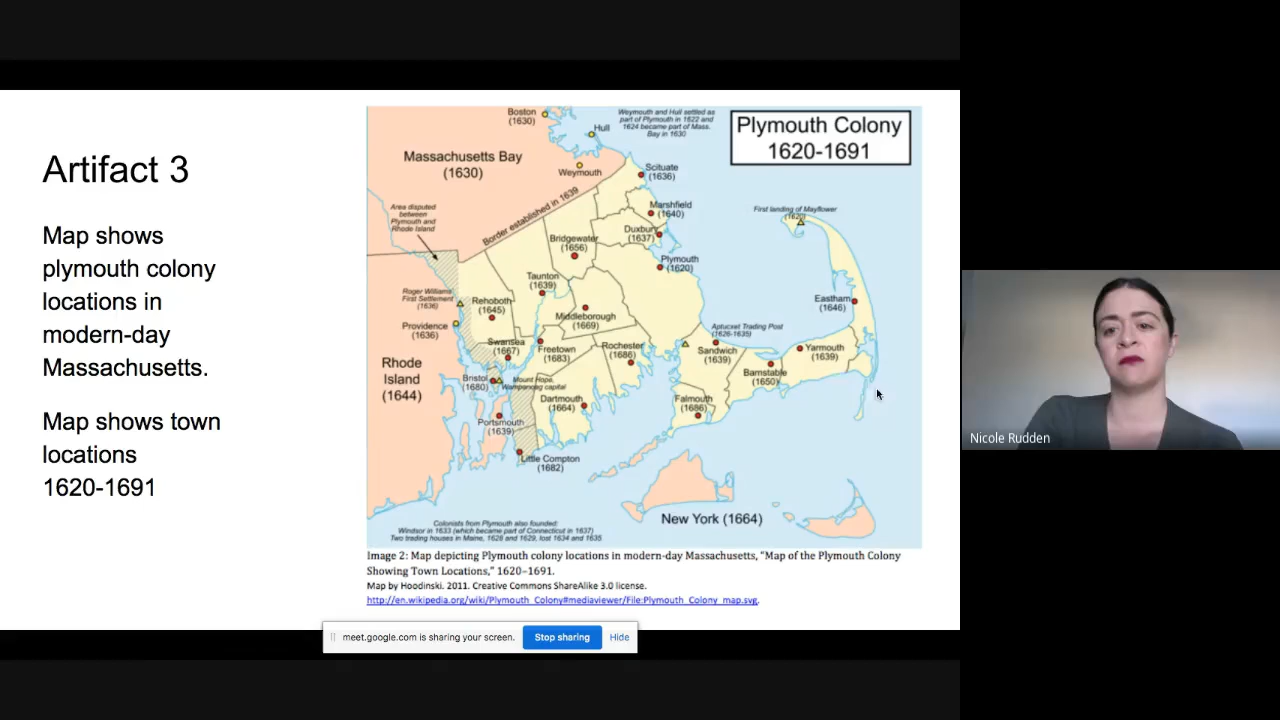 Artifact 3
Map shows
plymouth colony
locations in
modern-day
Massachusetts.
Map shows town
locations
1620-1691
Plymouth Colony
1620-1691
Boston
(1630)
Hull
Weymouth and Hull settled as
part of Plymouth in 1622 and
1624 became part of Mass.
Bay in 1630
Massachusetts Bay
(1630)
Weymouth
Scituate
(1636)
Border established in 1639
Area disputed
between
Plymouth and
Rhode Island
Marshfield
(1640)
First landing of Mayflower
(1620)
Duxbury
(1637)
Bridgewater
(1656)
Plymouth
(1620)
Taunton
(1639)
Roger Williams
First Settlement
(1636)
Rehoboth
(1645)
Eastham
(1646)
Providence
(1636)
Middleborough
(1669)
Aptucxet Trading Post
(1626-1635)
Swansea
(1667)
Freetown
(1683)
Rochester
(1686)
Sandwich
(1639)
Yarmouth
(1639)
Rhode
Island
(1644)
Bristol
(1680)
Mount Hope,
Wampanoag capital
Barnstable
(1650)
Dartmouth
(1664)
Falmouth
(1686)
Portsmouth
(1639)
Little Compton
(1682)
New York (1664)
Colonists from Plymouth also founded:
Windsor in 1633 (which became part of Connecticut in 1637)
Two trading houses in Maine, 1628 and 1629, lost 1634 and 1635
Image 2: Map depicting Plymouth colony locations in modern-day Massachusetts, “Map of the Plymouth Colony
Showing Town Locations,” 1620–1691.
Map by Hoodinski. 2011. Creative Commons ShareAlike 3.0 license.
http://en.wikipedia.org/wiki/Plymouth_Colony#mediaviewer/File:Plymouth_Colony_map.svg.
meet.google.com is sharing your screen.
Stop sharing
Hide
Nicole Rudden